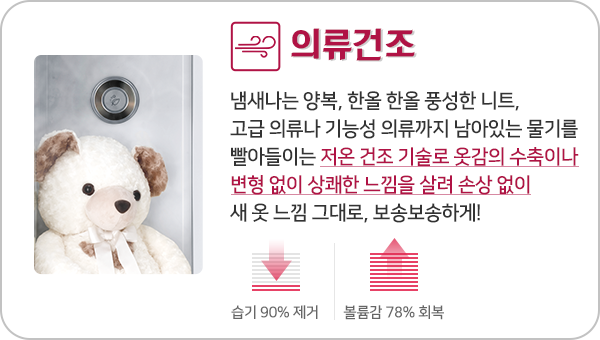 의류건조
냄새나는 양복, 한올 한올 풍성한 니트,
고급 의류나 기능성 의류까지 남아있는 물기를
빨아들이는 저온 건조 기술로 옷감의 수축이나
변형 없이 상쾌한 느낌을 살려 손상 없이
새 옷 느낌 그대로, 보송보송하게!
습기 90% 제거
볼륨감 78% 회복